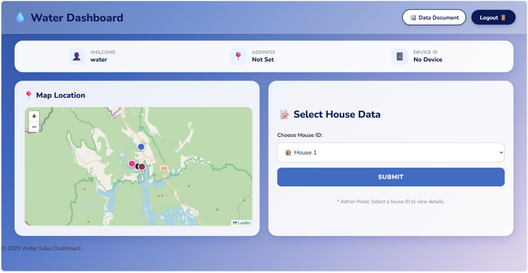 Water Dashboard
Data Document
Logout
WELCOME
water
ADDRESS
Not Set
DEVICE ID
No Device
Map Location
+
−
Leaflet
Select House Data
Choose House ID:
House 1
SUBMIT
* Admin Mode: Select a house ID to view details.
© 2025 Water Sales Dashboard